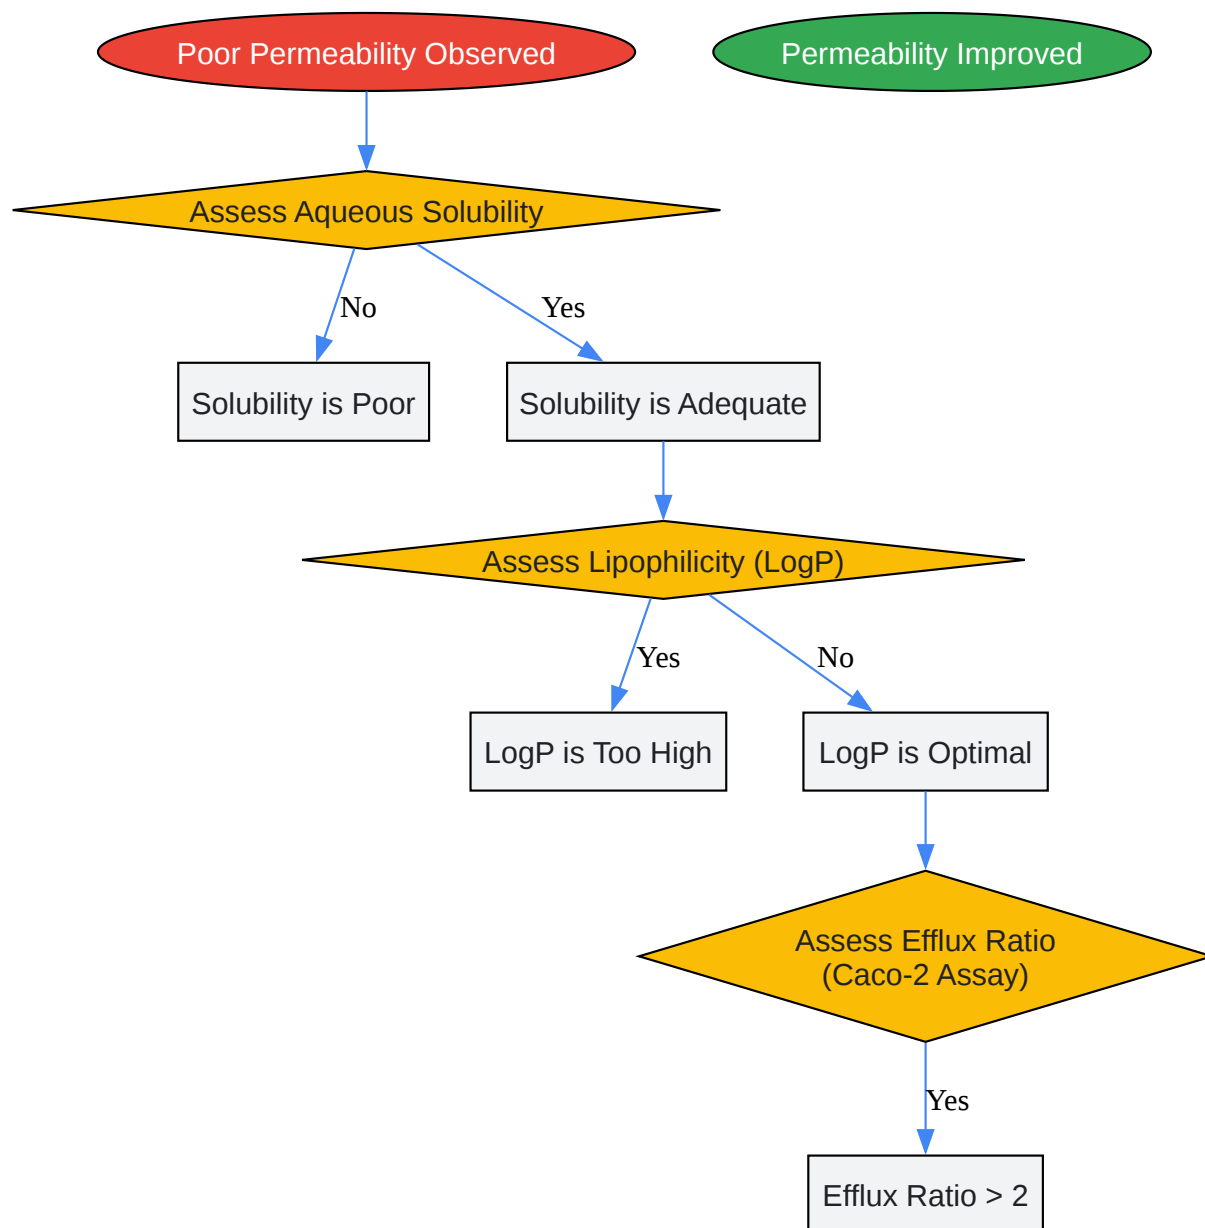 Poor Permeability Observed
Permeability Improved
Assess Aqueous Solubility
No
Yes
Solubility is Poor
Solubility is Adequate
Assess Lipophilicity (LogP)
Yes
No
LogP is Too High
LogP is Optimal
Assess Efflux Ratio
(Caco-2 Assay)
Yes
Efflux Ratio > 2